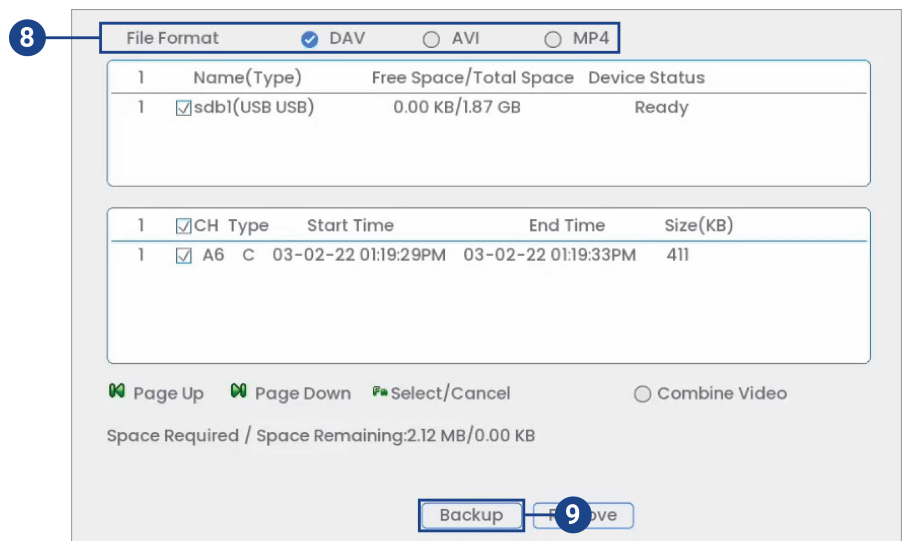 8 File Format DAV AVI MP4
1 Name(Type) Free Space/Total Space Device Status
1 sdb1(USB USB) 0.00 KB/1.87 GB Ready
1 CH Type Start Time End Time Size(KB)
1 A6 C 03-02-22 01:19:29PM 03-02-22 01:19:33PM 411
Page Up Page Down Fn Select/Cancel Combine Video
Space Required / Space Remaining:2.12 MB/0.00 KB
Backup 9